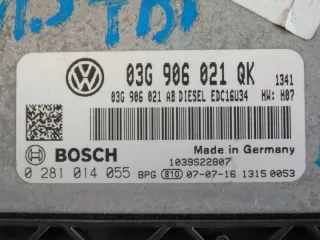 03G 906 021 QK 1341
03G 906 021 AB DIESEL EDC16U34 HW: H07
Made in Germany
BOSCH
1039S22807
0 281 014 055 BPG 810 07-07-16 1315 0053